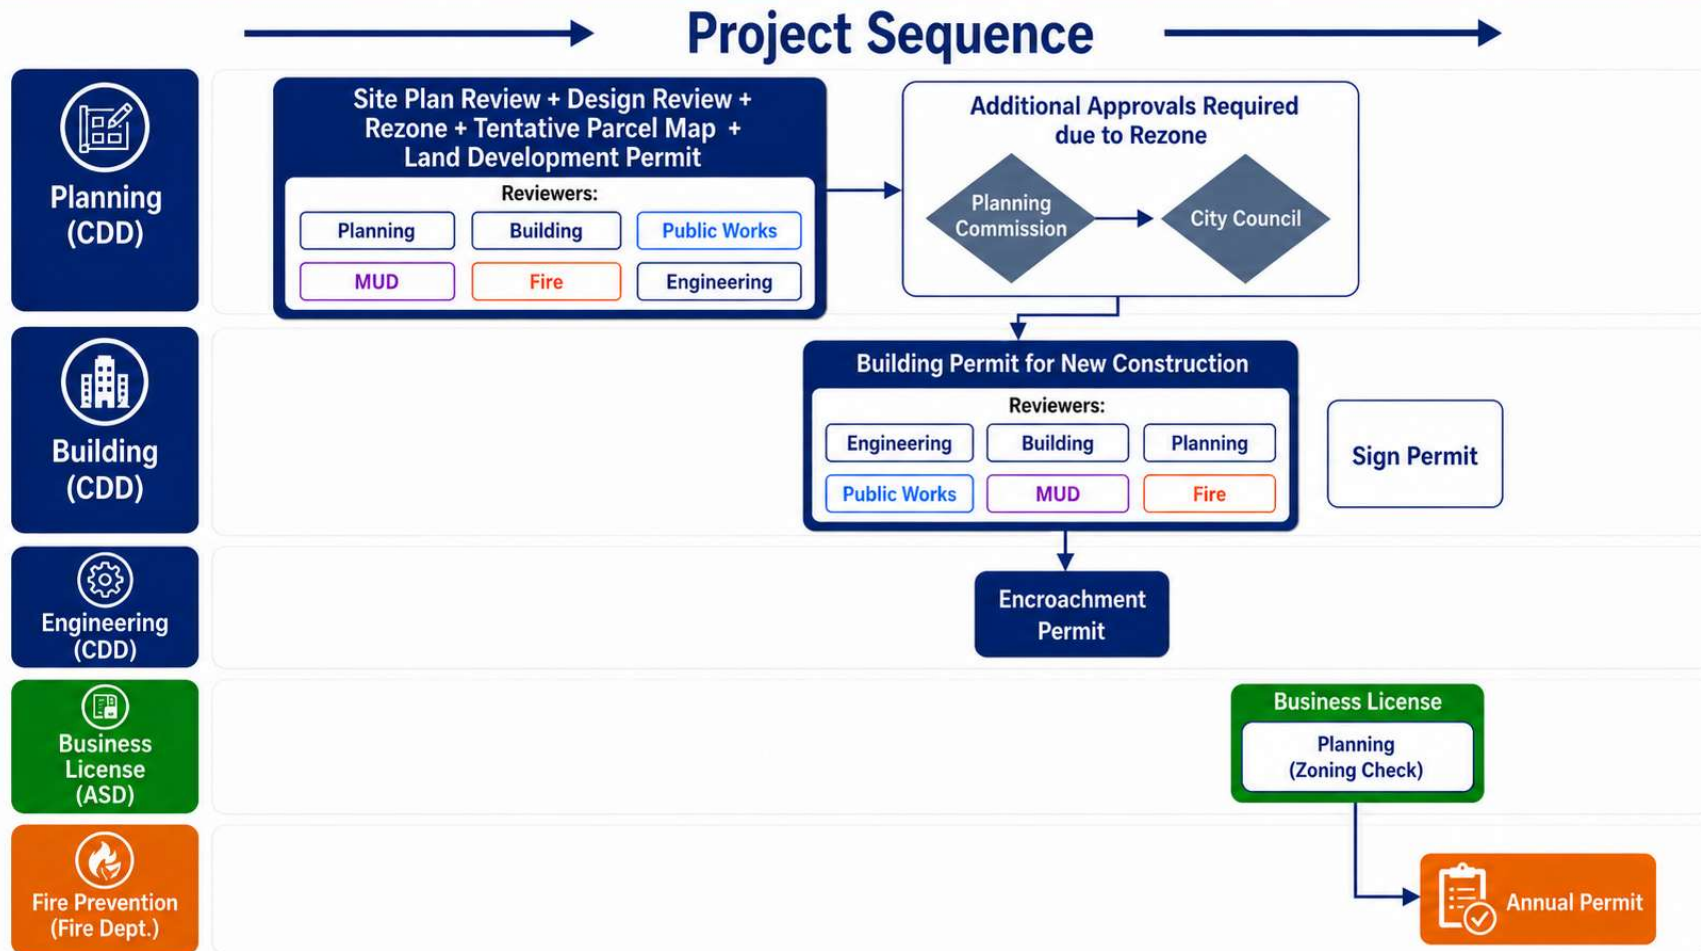 Project Sequence
Planning
(CDD)
Site Plan Review + Design Review +
Rezone + Tentative Parcel Map +
Land Development Permit
Reviewers:
Planning
Building
Public Works
MUD
Fire
Engineering
Additional Approvals Required
due to Rezone
Planning
Commission
City Council
Building
(CDD)
Building Permit for New Construction
Reviewers:
Engineering
Building
Planning
Public Works
MUD
Fire
Sign Permit
Engineering
(CDD)
Encroachment
Permit
Business
License
(ASD)
Business License
Planning
(Zoning Check)
Fire Prevention
(Fire Dept.)
Annual Permit